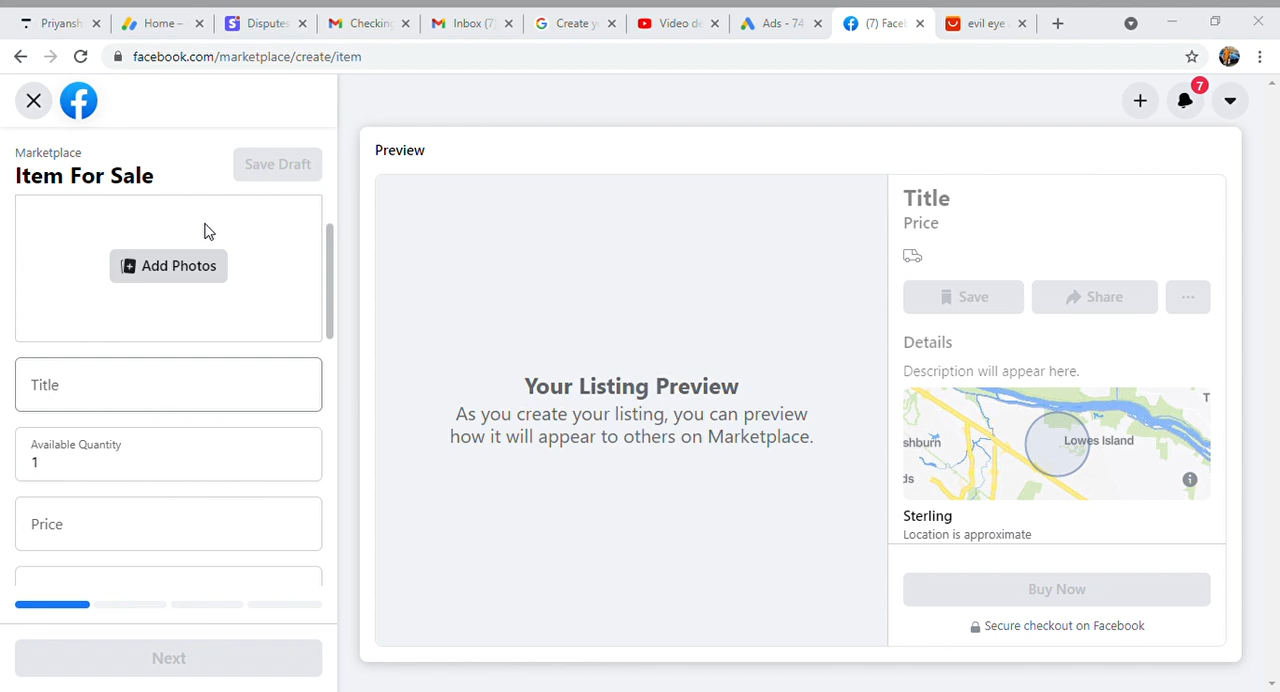 Priyansh
Home –
Disputes
Checkin
Inbox (7
Create y
Video de
Ads - 74
(7) Face
evil eye
facebook.com/marketplace/create/item
7
Marketplace
Item For Sale
Save Draft
Add Photos
Title
Available Quantity
1
Price
Next
Preview
Your Listing Preview
As you create your listing, you can preview
how it will appear to others on Marketplace.
Title
Price
Save
Share
Details
Description will appear here.
T
shburn
Lowes Island
ds
Sterling
Location is approximate
Buy Now
Secure checkout on Facebook